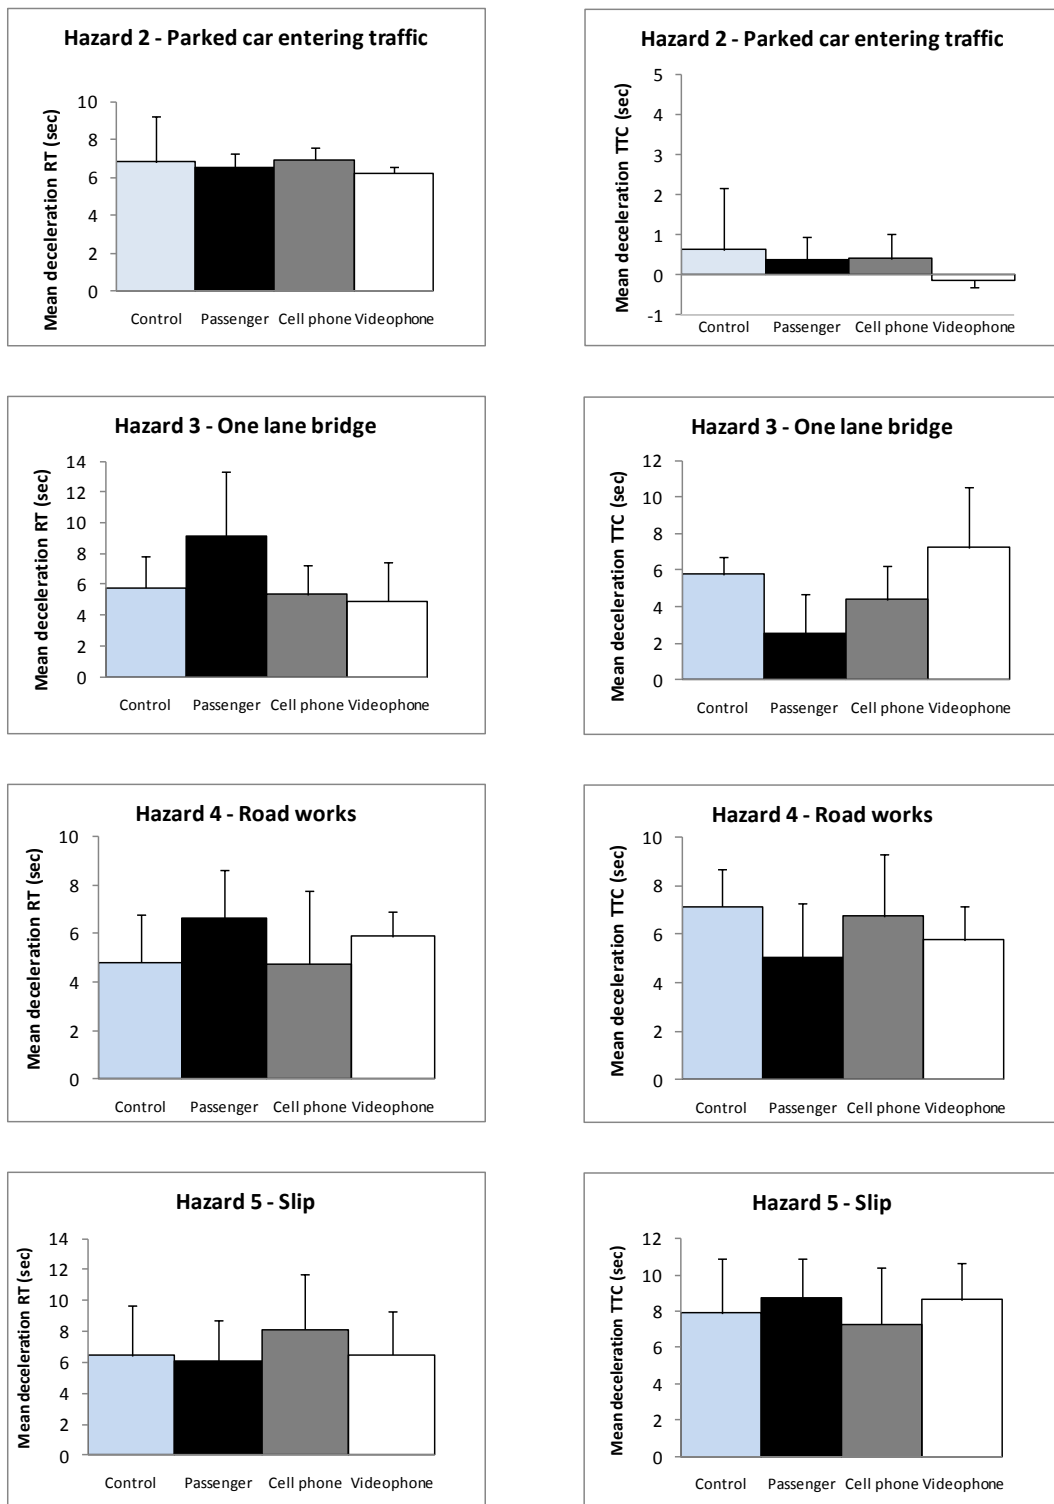 Hazard 2 - Parked car entering traffic
Mean deceleration RT (sec)
10
8
6
4
2
0
Control Passenger Cell phone Videophone
Hazard 2 - Parked car entering traffic
Mean deceleration TTC (sec)
5
4
3
2
1
0
-1
Control Passenger Cell phone Videophone
Hazard 3 - One lane bridge
Mean deceleration RT (sec)
14
12
10
8
6
4
2
0
Control Passenger Cell phone Videophone
Hazard 3 - One lane bridge
Mean deceleration TTC (sec)
12
10
8
6
4
2
0
Control Passenger Cell phone Videophone
Hazard 4 - Road works
Mean deceleration RT (sec)
10
8
6
4
2
0
Control Passenger Cell phone Videophone
Hazard 4 - Road works
Mean deceleration TTC (sec)
10
8
6
4
2
0
Control Passenger Cell phone Videophone
Hazard 5 - Slip
Mean deceleration RT (sec)
14
12
10
8
6
4
2
0
Control Passenger Cell phone Videophone
Hazard 5 - Slip
Mean deceleration TTC (sec)
12
10
8
6
4
2
0
Control Passenger Cell phone Videophone